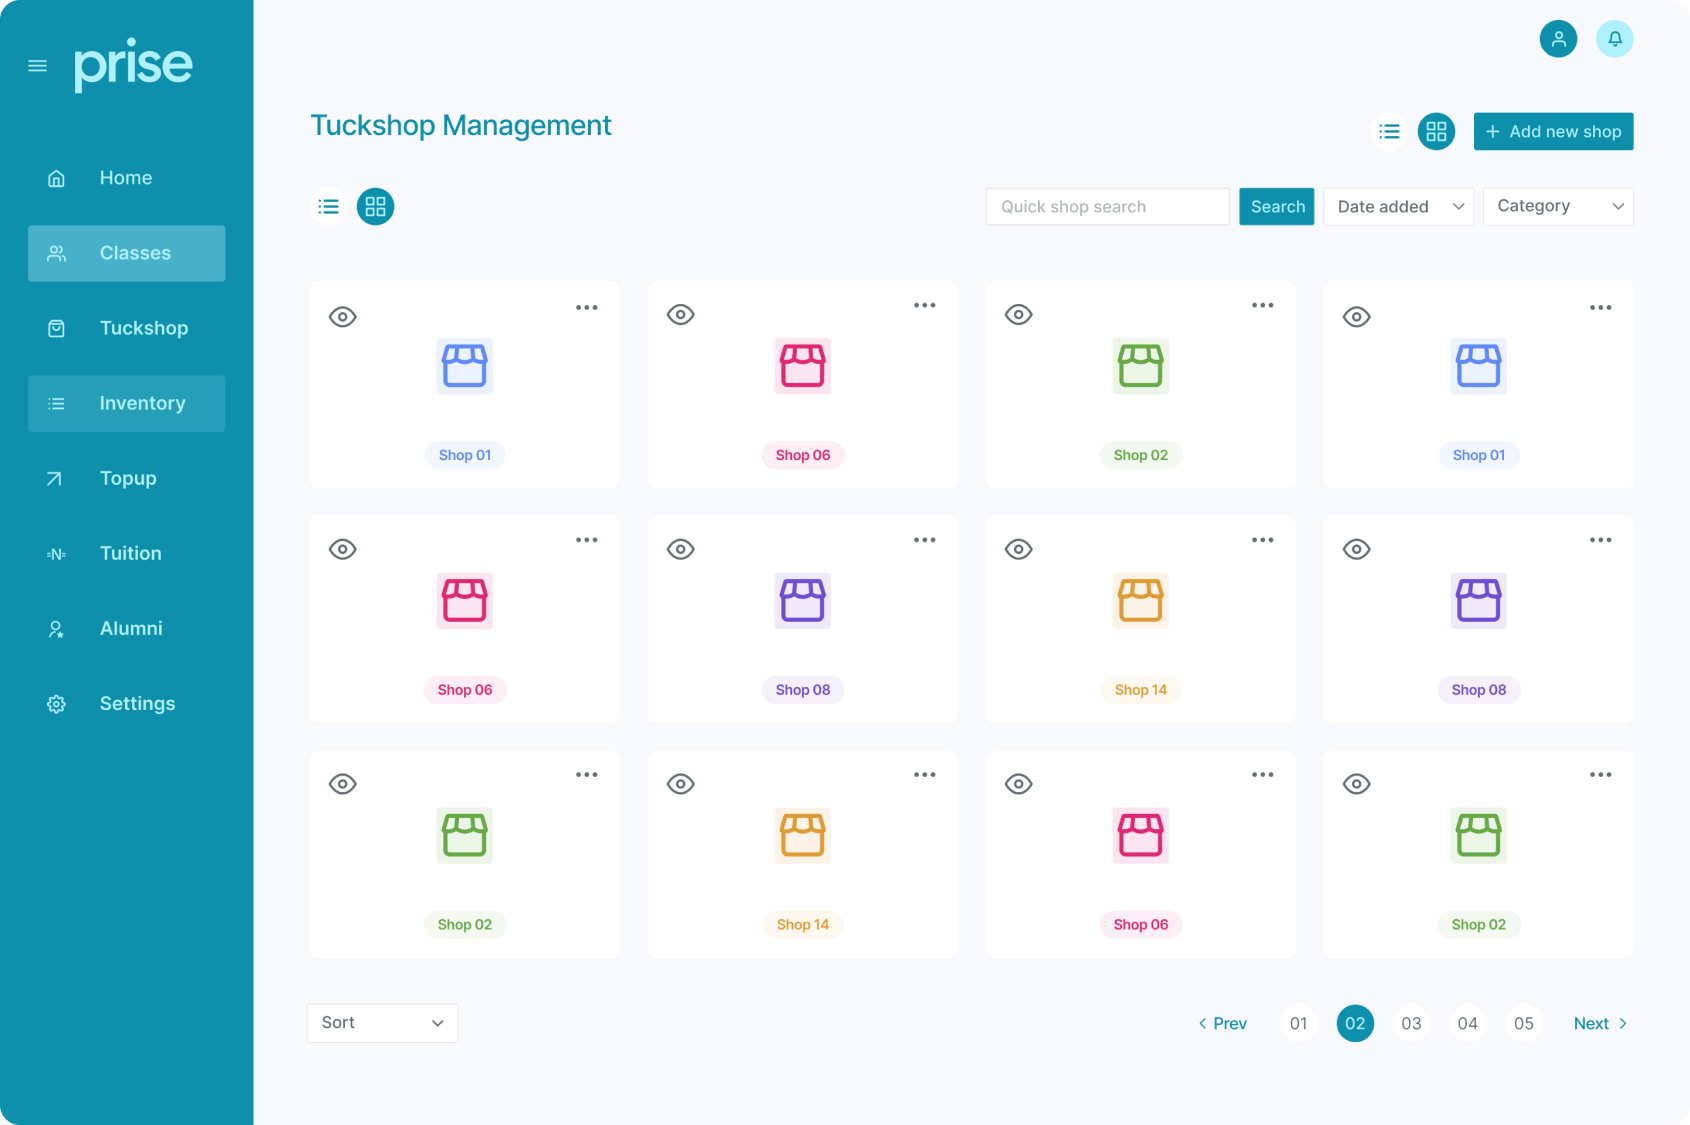 prise
Home
Classes
Tuckshop
Inventory
Topup
=N= Tuition
Alumni
Settings
Tuckshop Management
+ Add new shop
Quick shop search
Search
Date added
Category
Shop 01
Shop 06
Shop 02
Shop 01
Shop 06
Shop 08
Shop 14
Shop 08
Shop 02
Shop 14
Shop 06
Shop 02
Sort
< Prev 01 02 03 04 05 Next >